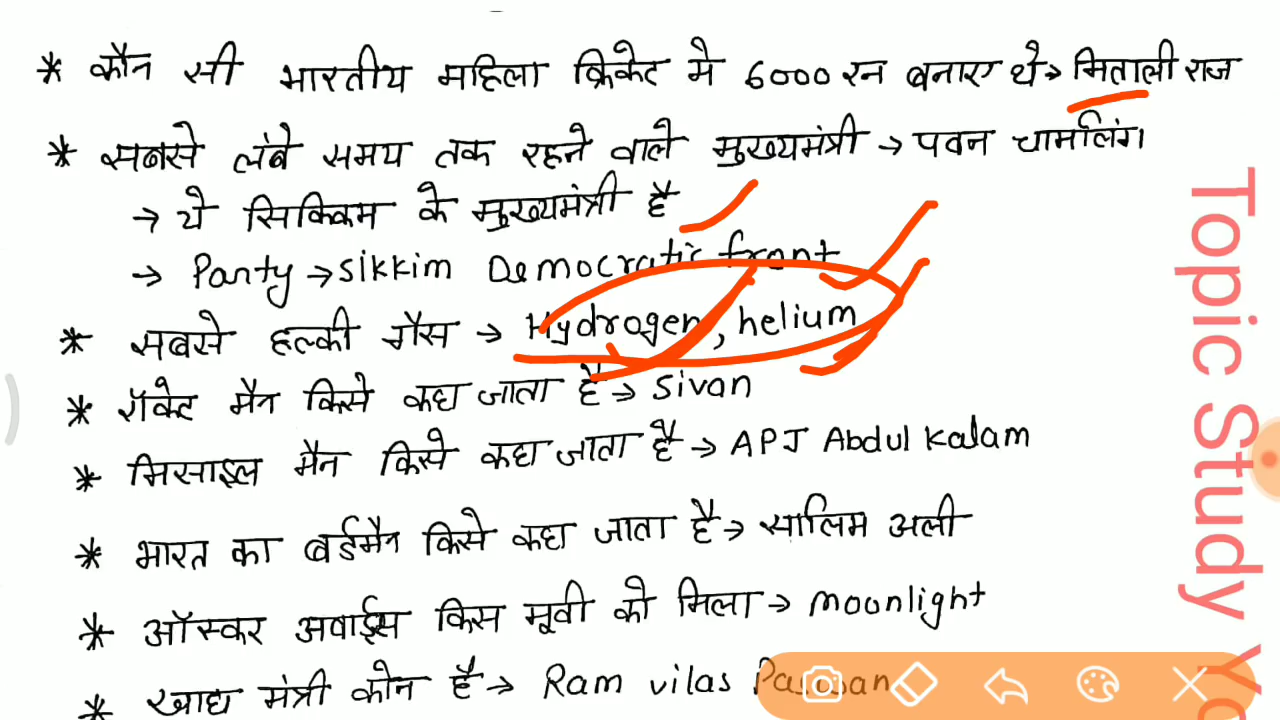 * कौन सी भारतीय महिला क्रिकेट मे 6000 रन बनाए थे → मिताली राज
* सबसे लंबे समय तक रहने वाले मुख्यमंत्री → पवन चामलिंग
→ ये सिक्किम के मुख्यमंत्री है
→ Party → Sikkim Democratic front
* सबसे हल्की गैस → Hydrogen, helium
* रॉकेट मैन किसे कहा जाता है → Sivan
* मिसाइल मैन किसे कहा जाता है → APJ Abdul Kalam
* भारत का बर्डमैन किसे कहा जाता है → सालिम अली
* ऑस्कर अवार्ड्स किस मूवी को मिला → moonlight
* खाद्य मंत्री कौन है → Ram vilas Paswan
Topic Study Yo